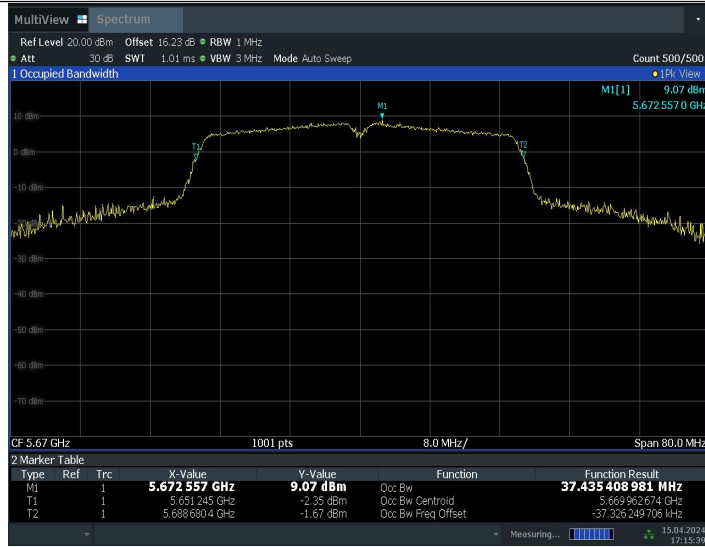 MultiView Spectrum
Ref Level 20.00 dBm Offset 16.23 dB RBW 1 MHz
Att 30 dB SWT 1.01 ms VBW 3 MHz Mode Auto Sweep Count 500/500
1 Occupied Bandwidth 1Pk View
M1[1] 9.07 dBm
5.672 557 0 GHz
M1
10 dBm
T1
T2
0 dBm
-10 dBm
-20 dBm
-30 dBm
-40 dBm
-50 dBm
-60 dBm
-70 dBm
CF 5.67 GHz 1001 pts 8.0 MHz/ Span 80.0 MHz
2 Marker Table
Type Ref Trc X-Value Y-Value Function Function Result
M1 1 5.672 557 GHz 9.07 dBm Occ Bw 37.435 408 981 MHz
T1 1 5.651 245 GHz -2.35 dBm Occ Bw Centroid 5.669 962 674 GHz
T2 1 5.688 680 4 GHz -1.67 dBm Occ Bw Freq Offset -37.326 249 706 kHz
Measuring... 15.04.2024
17:15:39